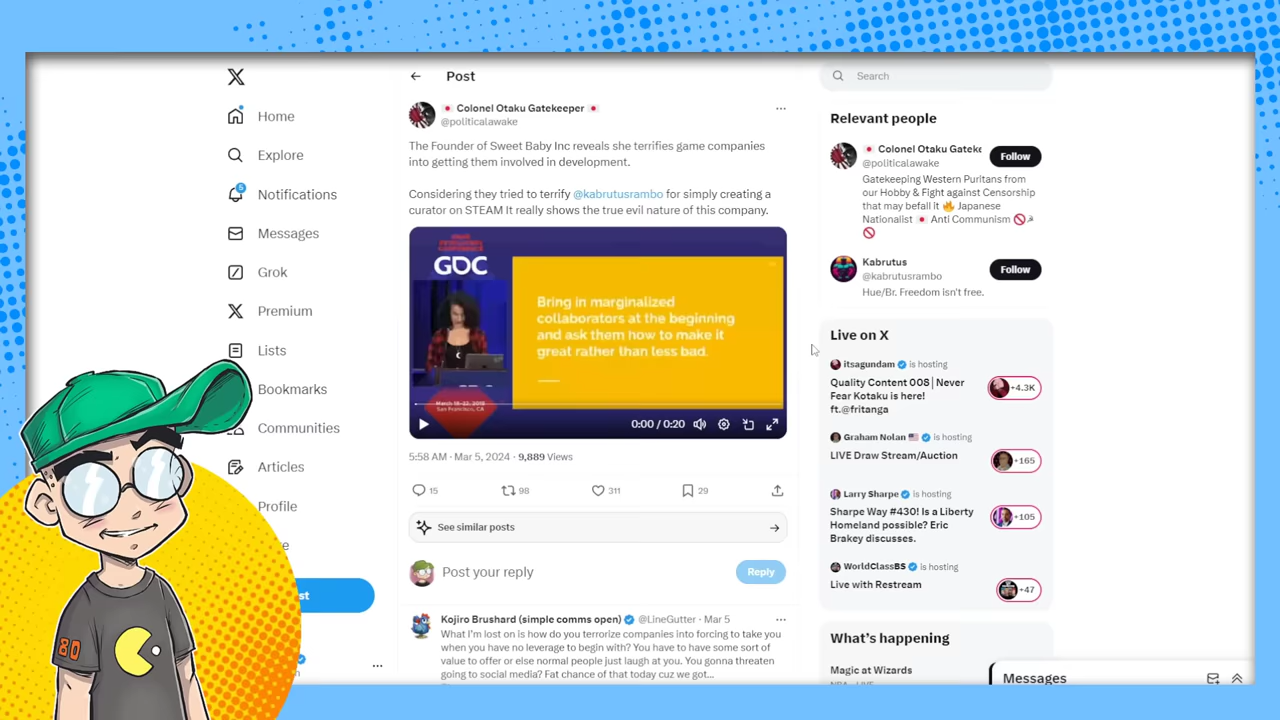 Home
Explore
5
Notifications
Messages
Grok
Premium
Lists
Bookmarks
Communities
Articles
Profile
80
Post
Colonel Otaku Gatekeeper
@politicalawake
The Founder of Sweet Baby Inc reveals she terrifies game companies
into getting them involved in development.
Considering they tried to terrify @kabrutusrambo for simply creating a
curator on STEAM It really shows the true evil nature of this company.
GDC
Bring in marginalized
collaborators at the beginning
and ask them how to make it
great rather than less bad.
San Francisco, CA
0:00 / 0:20
5:58 AM · Mar 5, 2024 · 9,889 Views
15
98
311
29
See similar posts
Post your reply
Reply
Kojiro Brushard (simple comms open) @LineGutter · Mar 5
What I'm lost on is how do you terrorize companies into forcing to take you
when you have no leverage to begin with? You have to have some sort of
value to offer or else normal people just laugh at you. You gonna threaten
going to social media? Fat chance of that today cuz we got...
Search
Relevant people
Colonel Otaku Gateke
@politicalawake
Follow
Gatekeeping Western Puritans from
our Hobby & Fight against Censorship
that may befall it 🔥 Japanese
Nationalist 🇯🇵 Anti Communism 🚫☭
🚫
Kabrutus
@kabrutusrambo
Follow
Hue/Br. Freedom isn't free.
Live on X
itsagundam is hosting
Quality Content 008 | Never
Fear Kotaku is here!
ft.@fritanga
+4.3K
Graham Nolan 🇺🇸 is hosting
LIVE Draw Stream/Auction
+165
Larry Sharpe is hosting
Sharpe Way #430! Is a Liberty
Homeland possible? Eric
Brakey discusses.
+105
WorldClassBS is hosting
Live with Restream
+47
What's happening
Magic at Wizards
Messages